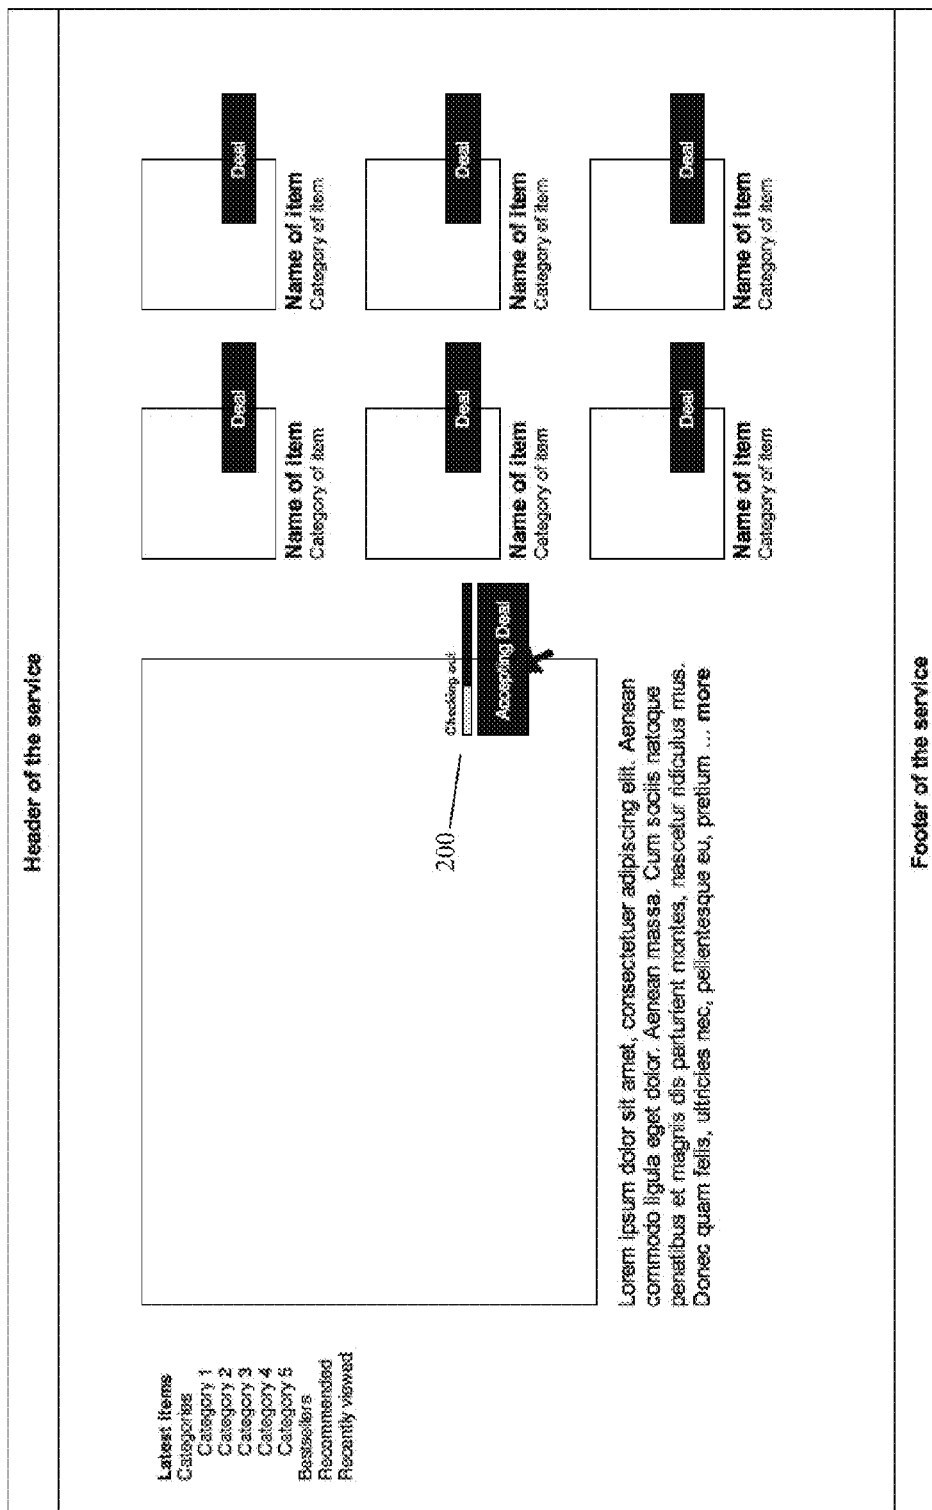 Header of the service
Latest items
Categories
Category 1
Category 2
Category 3
Category 4
Category 5
Bestsellers
Recommended
Recently viewed
200
Checking out
Accepting Deal
Lorem ipsum dolor sit amet, consectetuer adipiscing elit. Aenean
commodo ligula eget dolor. Aenean massa. Cum sociis natoque
penatibus et magnis dis parturient montes, nascetur ridiculus mus.
Donec quam felis, ultricies nec, pellentesque eu, pretium ... more
Deal
Name of item
Category of item
Deal
Name of item
Category of item
Deal
Name of item
Category of item
Deal
Name of item
Category of item
Deal
Name of item
Category of item
Deal
Name of item
Category of item
Footer of the service